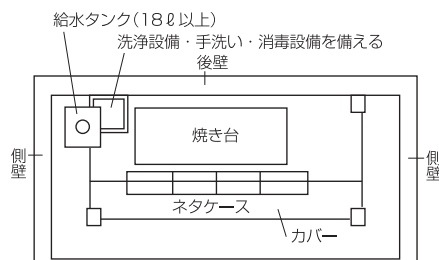 給水タンク(18ℓ以上)
洗浄設備・手洗い・消毒設備を備える
後壁
焼き台
側壁
側壁
ネタケース
カバー